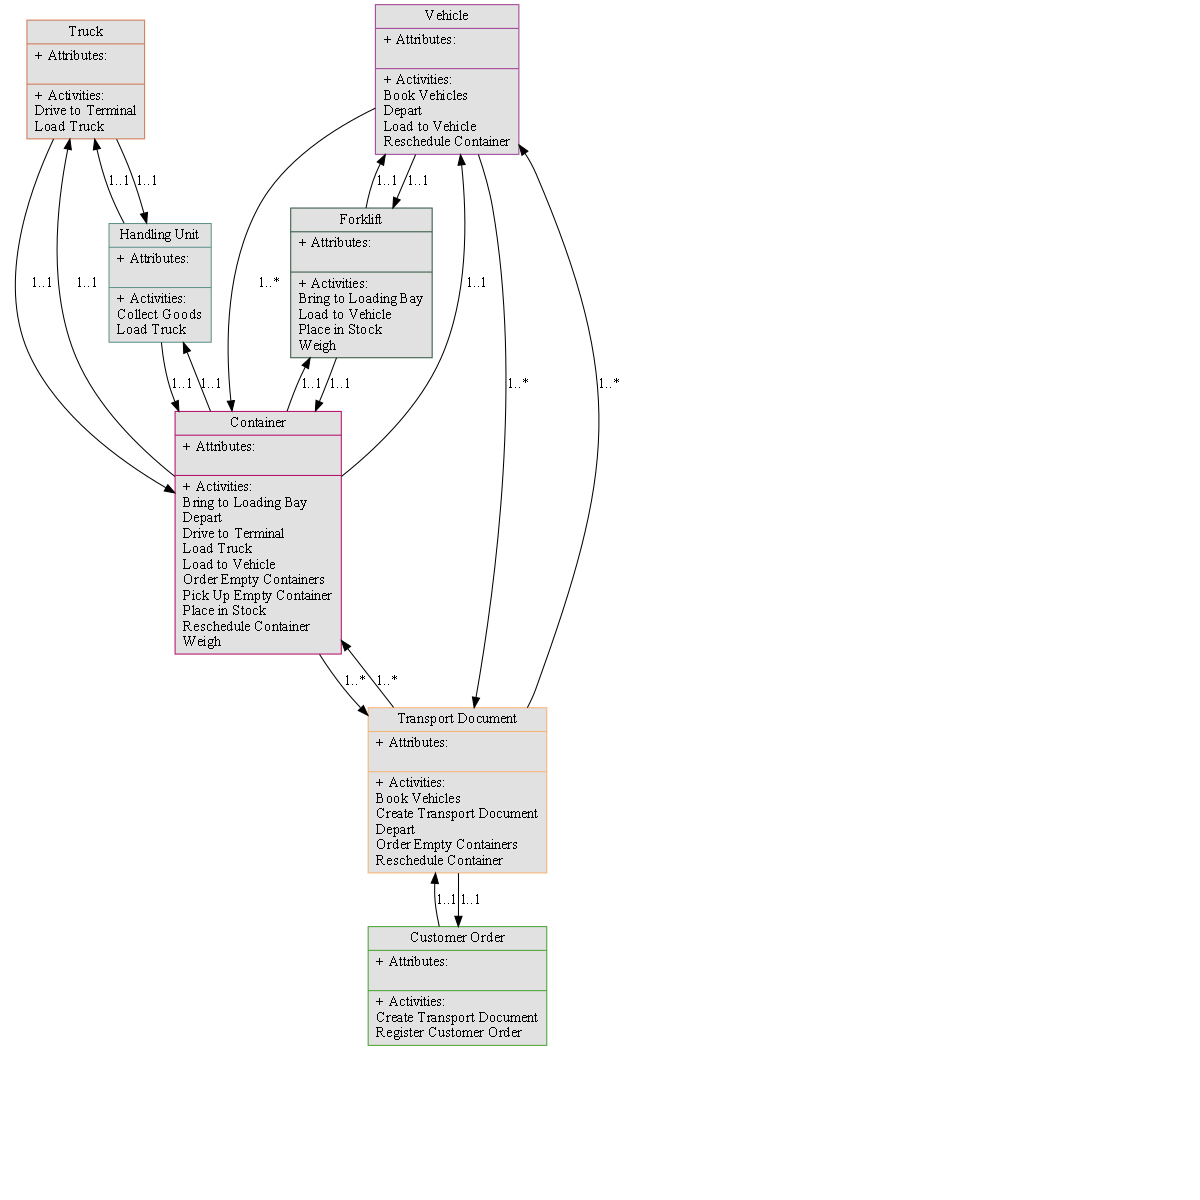 Truck
+ Attributes:
+ Activities:
Drive to Terminal
Load Truck
Vehicle
+ Attributes:
+ Activities:
Book Vehicles
Depart
Load to Vehicle
Reschedule Container
1..1
1..1
1..1
1..1
Handling Unit
+ Attributes:
+ Activities:
Collect Goods
Load Truck
Forklift
+ Attributes:
+ Activities:
Bring to Loading Bay
Load to Vehicle
Place in Stock
Weigh
1..1
1..1
1..*
1..1
1..1
1..1
1..1
1..1
1..*
1..*
Container
+ Attributes:
+ Activities:
Bring to Loading Bay
Depart
Drive to Terminal
Load Truck
Load to Vehicle
Order Empty Containers
Pick Up Empty Container
Place in Stock
Reschedule Container
Weigh
1..*
1..*
Transport Document
+ Attributes:
+ Activities:
Book Vehicles
Create Transport Document
Depart
Order Empty Containers
Reschedule Container
1..1
1..1
Customer Order
+ Attributes:
+ Activities:
Create Transport Document
Register Customer Order